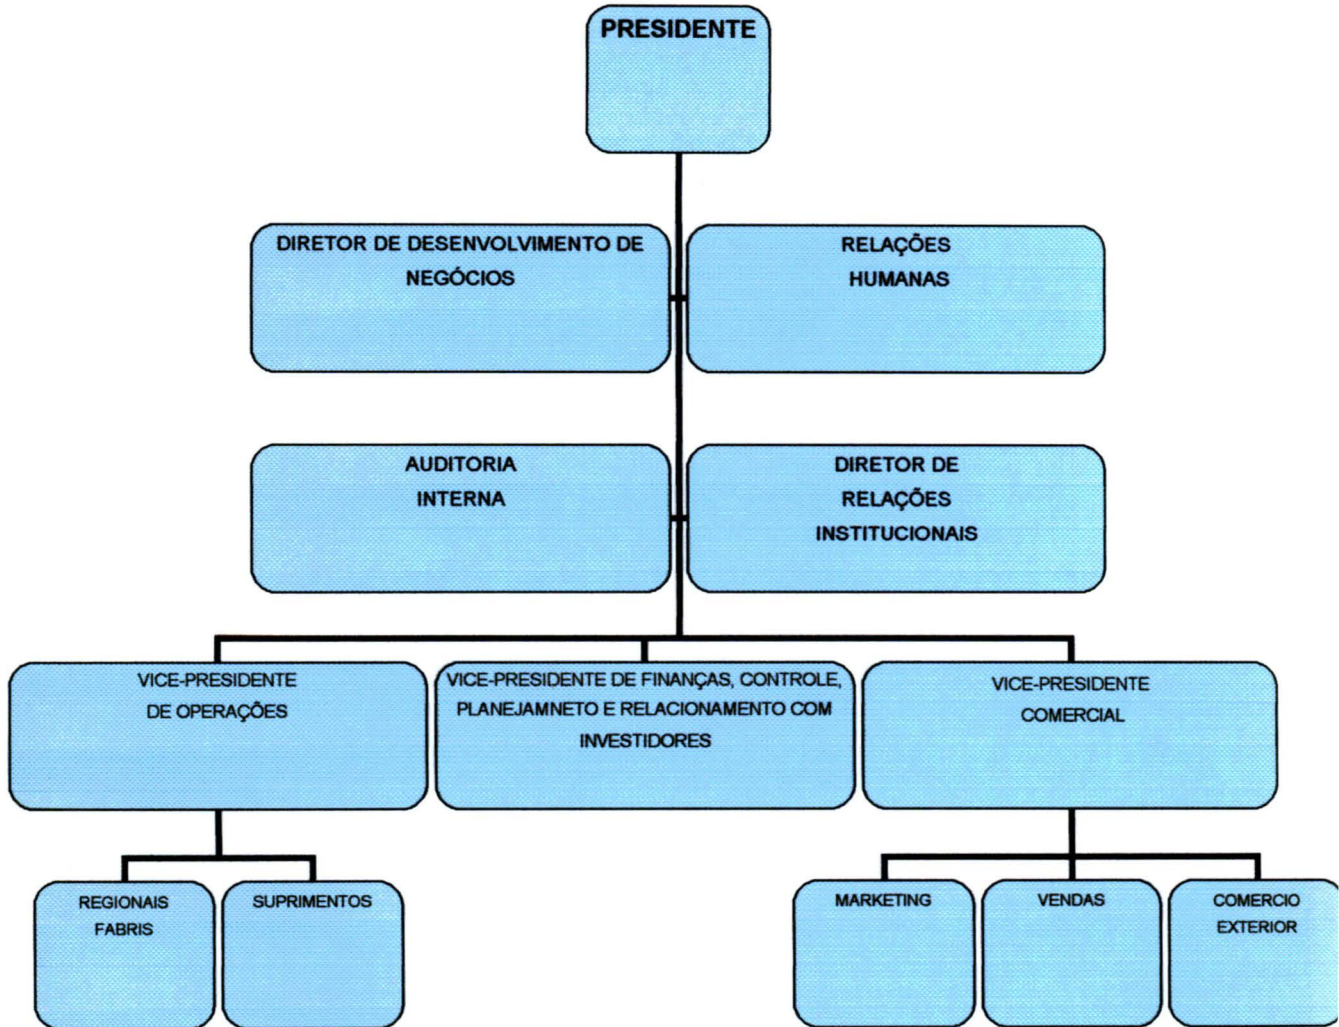 PRESIDENTE
DIRETOR DE DESENVOLVIMENTO DE
NEGÓCIOS
RELAÇÕES
HUMANAS
AUDITORIA
INTERNA
DIRETOR DE
RELAÇÕES
INSTITUCIONAIS
VICE-PRESIDENTE
DE OPERAÇÕES
VICE-PRESIDENTE DE FINANÇAS, CONTROLE,
PLANEJAMNETO E RELACIONAMENTO COM
INVESTIDORES
VICE-PRESIDENTE
COMERCIAL
REGIONAIS
FABRIS
SUPRIMENTOS
MARKETING
VENDAS
COMERCIO
EXTERIOR